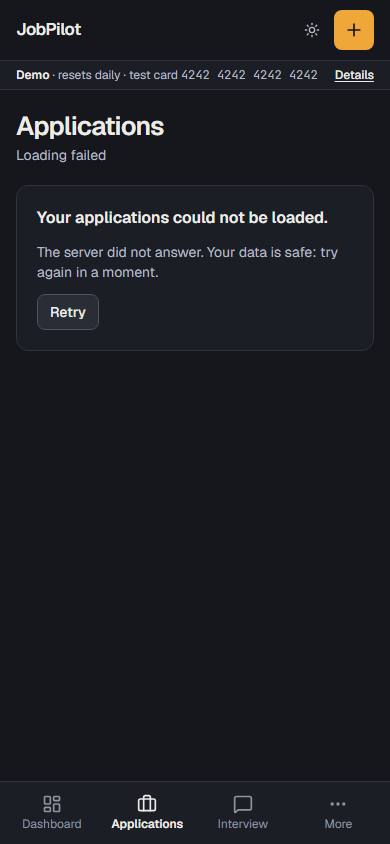 JobPilot
Demo · resets daily · test card 4242 4242 4242 4242 Details
Applications
Loading failed
Your applications could not be loaded.
The server did not answer. Your data is safe: try
again in a moment.
Retry
Dashboard Applications Interview More